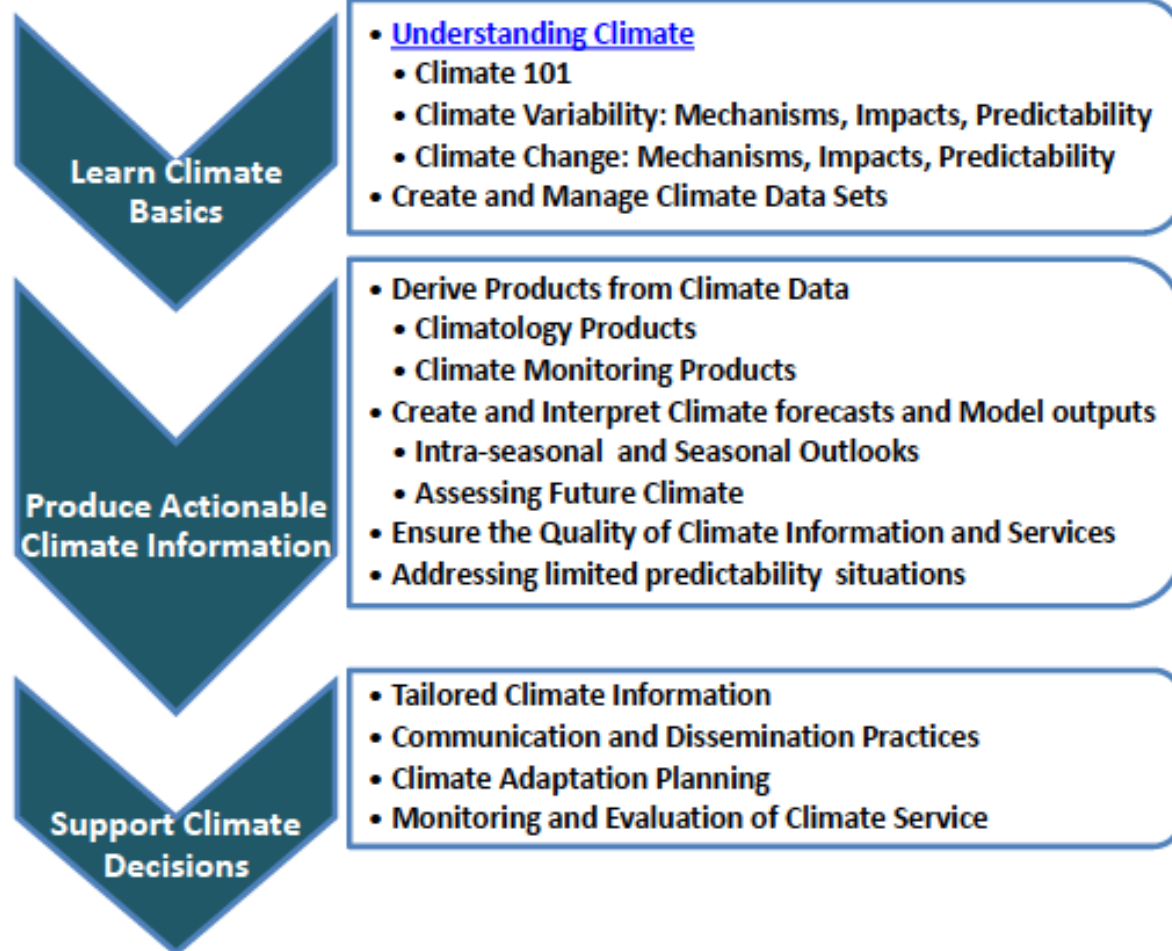 Learn Climate
Basics
• Understanding Climate
• Climate 101
• Climate Variability: Mechanisms, Impacts, Predictability
• Climate Change: Mechanisms, Impacts, Predictability
• Create and Manage Climate Data Sets
Produce Actionable
Climate Information
• Derive Products from Climate Data
• Climatology Products
• Climate Monitoring Products
• Create and Interpret Climate forecasts and Model outputs
• Intra-seasonal and Seasonal Outlooks
• Assessing Future Climate
• Ensure the Quality of Climate Information and Services
• Addressing limited predictability situations
Support Climate
Decisions
• Tailored Climate Information
• Communication and Dissemination Practices
• Climate Adaptation Planning
• Monitoring and Evaluation of Climate Service